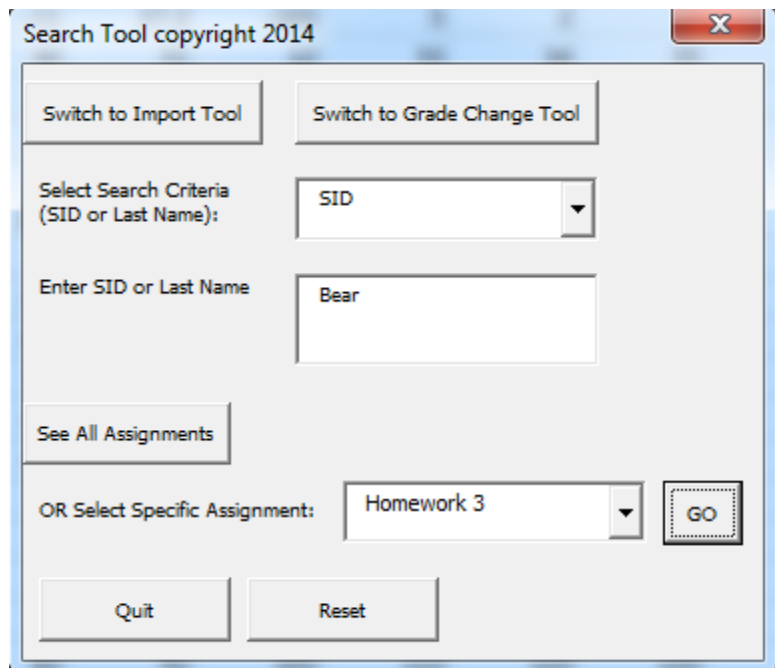 Search Tool copyright 2014
Switch to Import Tool
Switch to Grade Change Tool
Select Search Criteria
(SID or Last Name):
SID
Enter SID or Last Name
Bear
See All Assignments
OR Select Specific Assignment:
Homework 3
GO
Quit
Reset